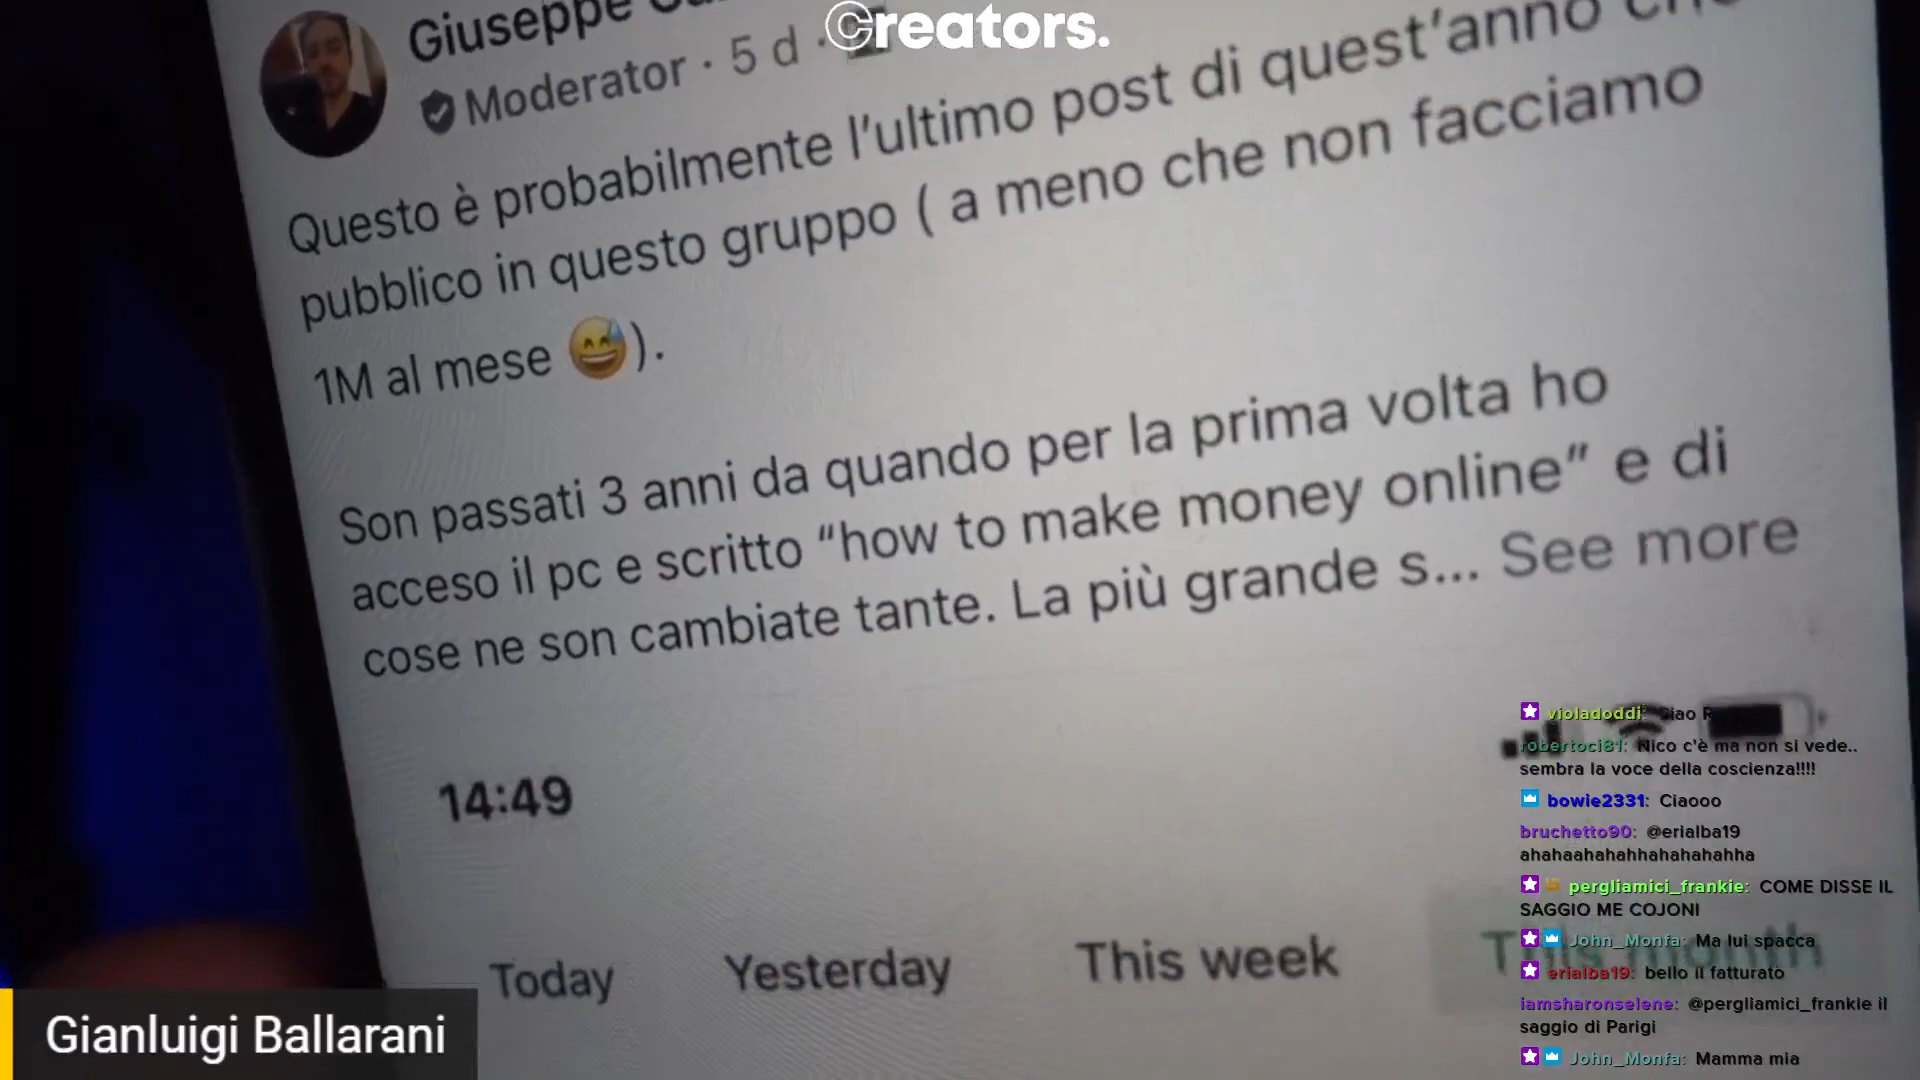 Creators.
Giuseppe
Moderator · 5 d ·
Questo è probabilmente l'ultimo post di quest'anno che
pubblico in questo gruppo ( a meno che non facciamo
1M al mese 😅).
Son passati 3 anni da quando per la prima volta ho
acceso il pc e scritto “how to make money online” e di
cose ne son cambiate tante. La più grande s... See more
14:49
Today Yesterday This week This month
Gianluigi Ballarani
violadoddi: Ciao
robertoci81: Nico c'è ma non si vede..
sembra la voce della coscienza!!!!
bowie2331: Ciaooo
bruchetto90: @erialba19
ahahaahahahhahahahahha
pergliamici_frankie: COME DISSE IL
SAGGIO ME COJONI
John_Monfa: Ma lui spacca
erialba19: bello il fatturato
iamsharonselene: @pergliamici_frankie il
saggio di Parigi
John_Monfa: Mamma mia